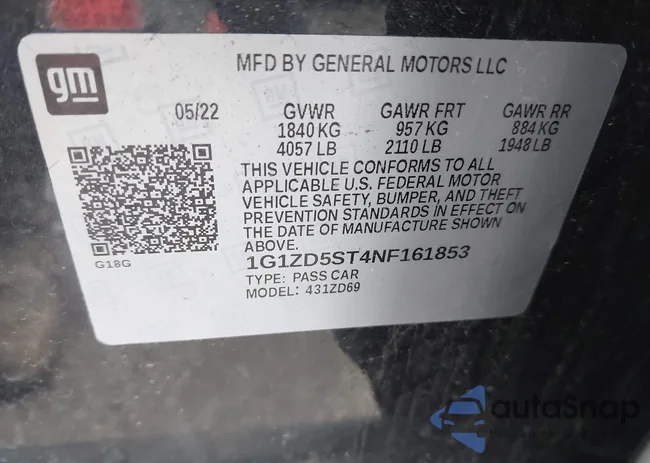 gm
MFD BY GENERAL MOTORS LLC
05/22 GVWR GAWR FRT GAWR RR
1840 KG 957 KG 884 KG
4057 LB 2110 LB 1948 LB
THIS VEHICLE CONFORMS TO ALL
APPLICABLE U.S. FEDERAL MOTOR
VEHICLE SAFETY, BUMPER, AND THEFT
PREVENTION STANDARDS IN EFFECT ON
THE DATE OF MANUFACTURE SHOWN
ABOVE.
G18G
1G1ZD5ST4NF161853
TYPE: PASS CAR
MODEL: 431ZD69
autoSnap